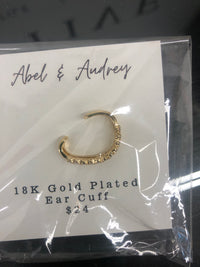 Abel & Audrey
18K Gold Plated
Ear Cuff
$24